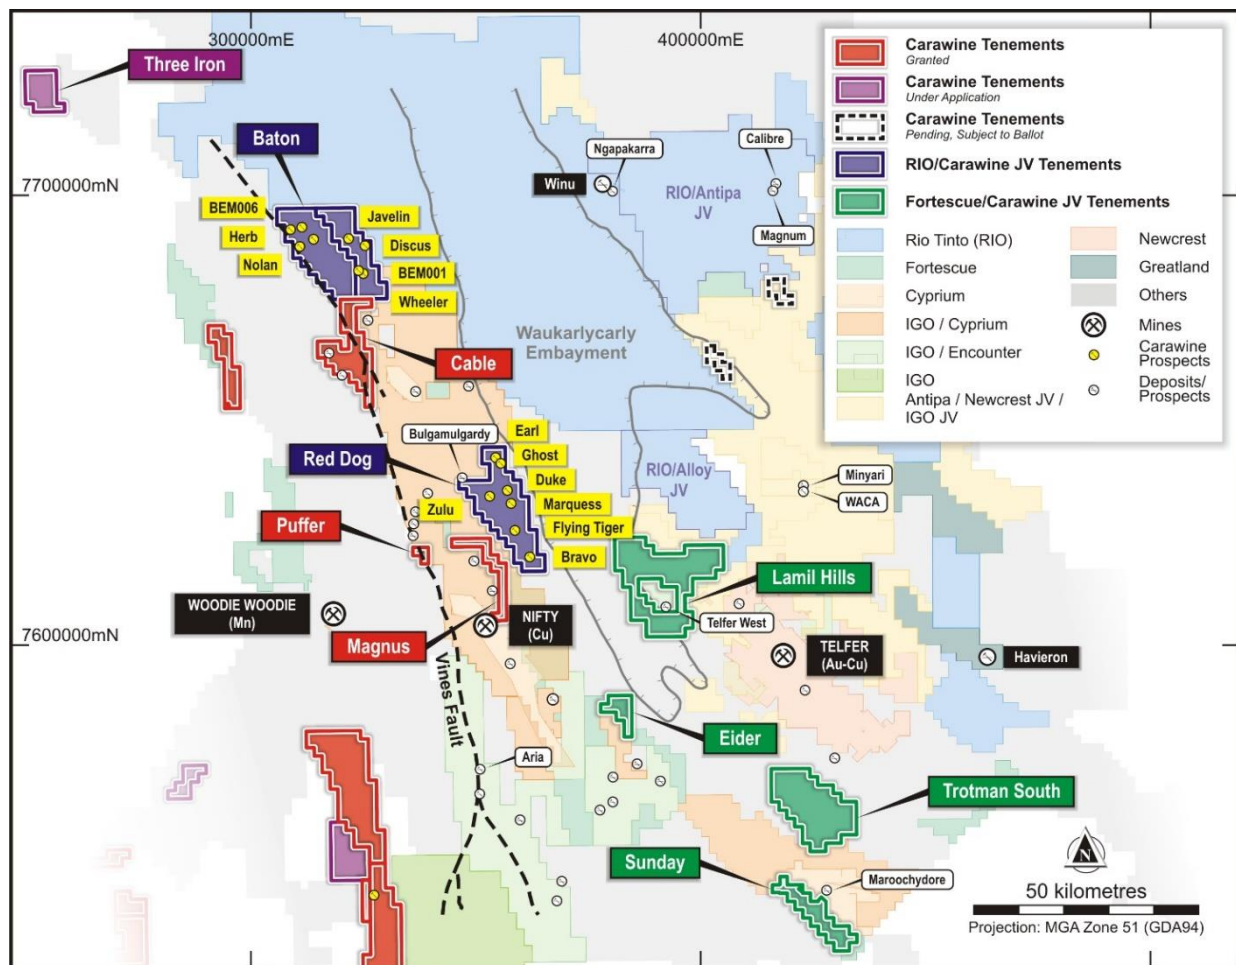 300000mE
400000mE
7700000mN
7600000mN
Three Iron
Baton
BEM006
Herb
Nolan
Javelin
Discus
BEM001
Wheeler
Cable
Ngapakarra
Winu
Calibre
Magnum
RIO/Antipa
JV
Waukarlycarly
Embayment
Bulgamulgardy
Red Dog
Earl
Ghost
Duke
Marquess
Flying Tiger
Bravo
Zulu
RIO/Alloy
JV
Minyari
WACA
Puffer
WOODIE WOODIE
(Mn)
Magnus
NIFTY
(Cu)
Lamil Hills
Telfer West
TELFER
(Au-Cu)
Havieron
Vines Fault
Eider
Aria
Trotman South
Sunday
Maroochydore
Carawine Tenements
Granted
Carawine Tenements
Under Application
Carawine Tenements
Pending, Subject to Ballot
RIO/Carawine JV Tenements
Fortescue/Carawine JV Tenements
Rio Tinto (RIO)
Fortescue
Cyprium
IGO / Cyprium
IGO / Encounter
IGO
Antipa / Newcrest JV /
IGO JV
Newcrest
Greatland
Others
Mines
Carawine
Prospects
Deposits/
Prospects
N
50 kilometres
Projection: MGA Zone 51 (GDA94)